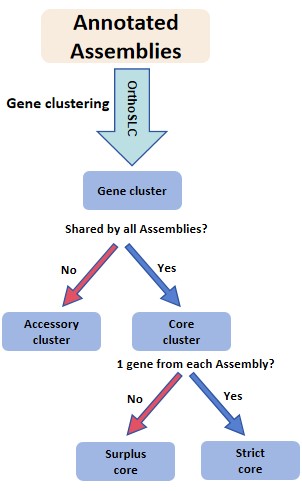 Annotated
Assemblies
Gene clustering
OrthoSLC
Gene cluster
Shared by all Assemblies?
No
Yes
Accessory
cluster
Core
cluster
1 gene from each Assembly?
No
Yes
Surplus
core
Strict
core